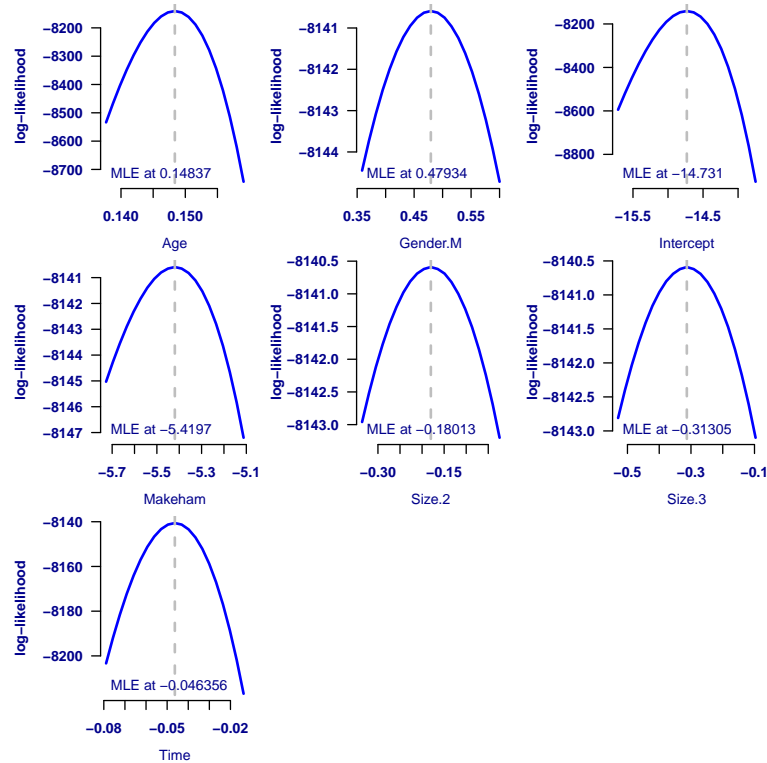 log−likelihood
−8200
−8300
−8400
−8500
−8600
−8700
MLE at 0.14837
0.140
0.150
Age
log−likelihood
−8141
−8142
−8143
−8144
MLE at 0.47934
0.35
0.45
0.55
Gender.M
log−likelihood
−8200
−8400
−8600
−8800
MLE at −14.731
−15.5
−14.5
Intercept
log−likelihood
−8141
−8142
−8143
−8144
−8145
−8146
−8147
MLE at −5.4197
−5.7
−5.5
−5.3
−5.1
Makeham
log−likelihood
−8140.5
−8141.0
−8141.5
−8142.0
−8142.5
−8143.0
MLE at −0.18013
−0.30
−0.15
Size.2
log−likelihood
−8140.5
−8141.0
−8141.5
−8142.0
−8142.5
−8143.0
MLE at −0.31305
−0.5
−0.3
−0.1
Size.3
log−likelihood
−8140
−8160
−8180
−8200
MLE at −0.046356
−0.08
−0.05
−0.02
Time